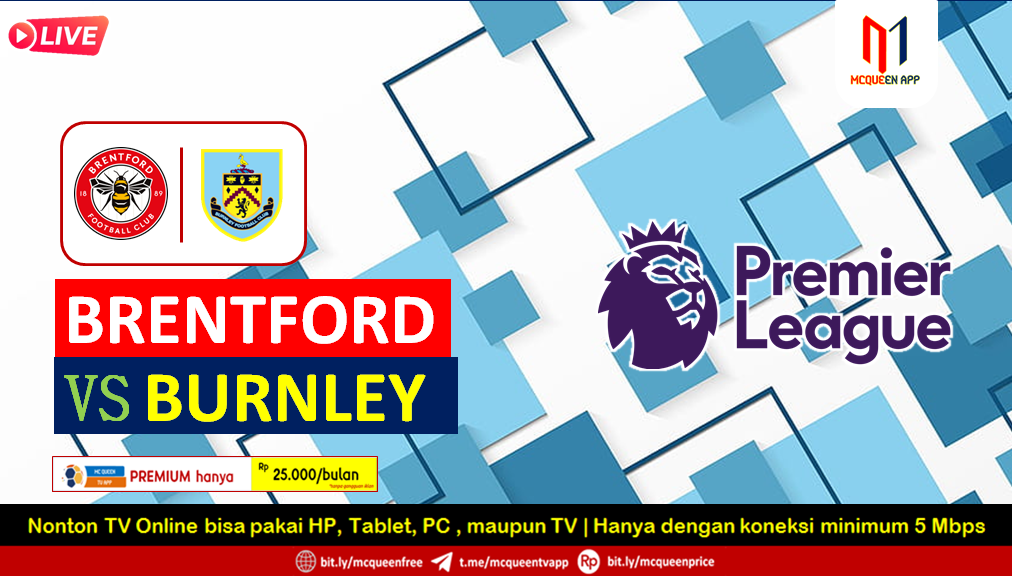 LIVE
MCQUEEN APP
BRENTFORD
18 89
FOOTBALL CLUB
BURNLEY FOOTBALL CLUB
Premier
League
BRENTFORD
VS BURNLEY
MC QUEEN
TV APP
PREMIUM hanya
Rp 25.000/bulan
Nonton TV Online bisa pakai HP, Tablet, PC , maupun TV | Hanya dengan koneksi minimum 5 Mbps
bit.ly/mcqueenfree t.me/mcqueentvapp Rp bit.ly/mcqueenprice